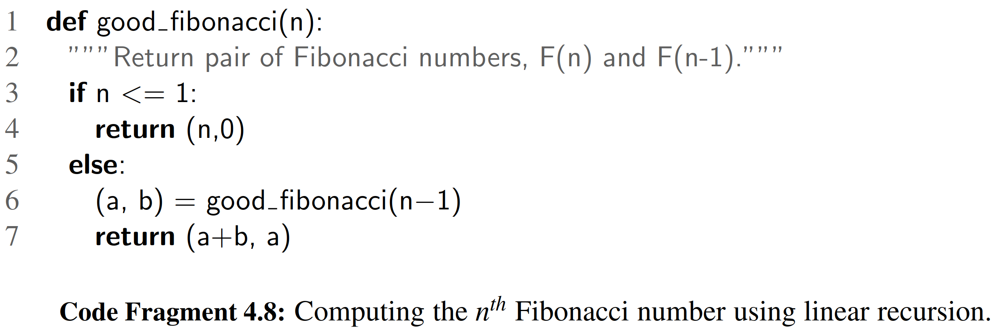 1 def good_fibonacci(n):
2 """Return pair of Fibonacci numbers, F(n) and F(n-1)."""
3 if n <= 1:
4 return (n,0)
5 else:
6 (a, b) = good_fibonacci(n−1)
7 return (a+b, a)
Code Fragment 4.8: Computing the nth Fibonacci number using linear recursion.